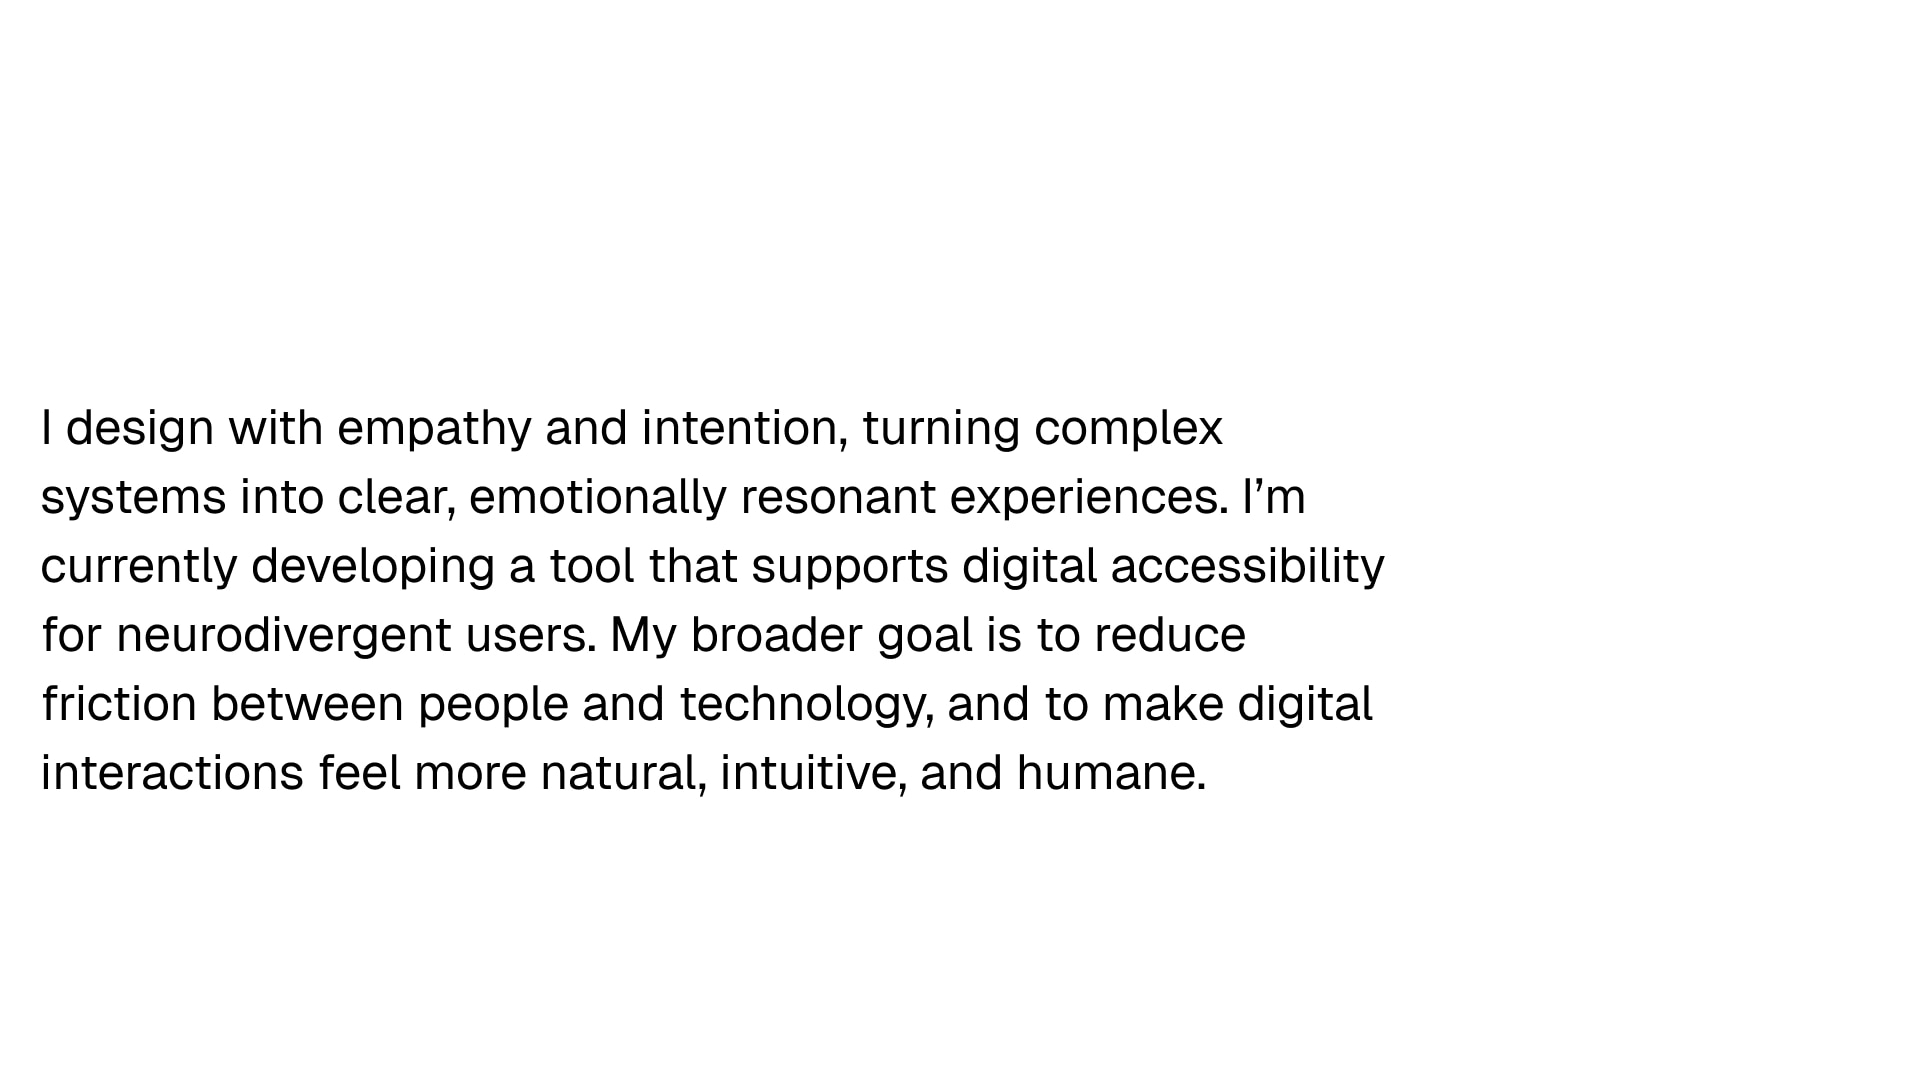 I design with empathy and intention, turning complex
systems into clear, emotionally resonant experiences. I’m
currently developing a tool that supports digital accessibility
for neurodivergent users. My broader goal is to reduce
friction between people and technology, and to make digital
interactions feel more natural, intuitive, and humane.